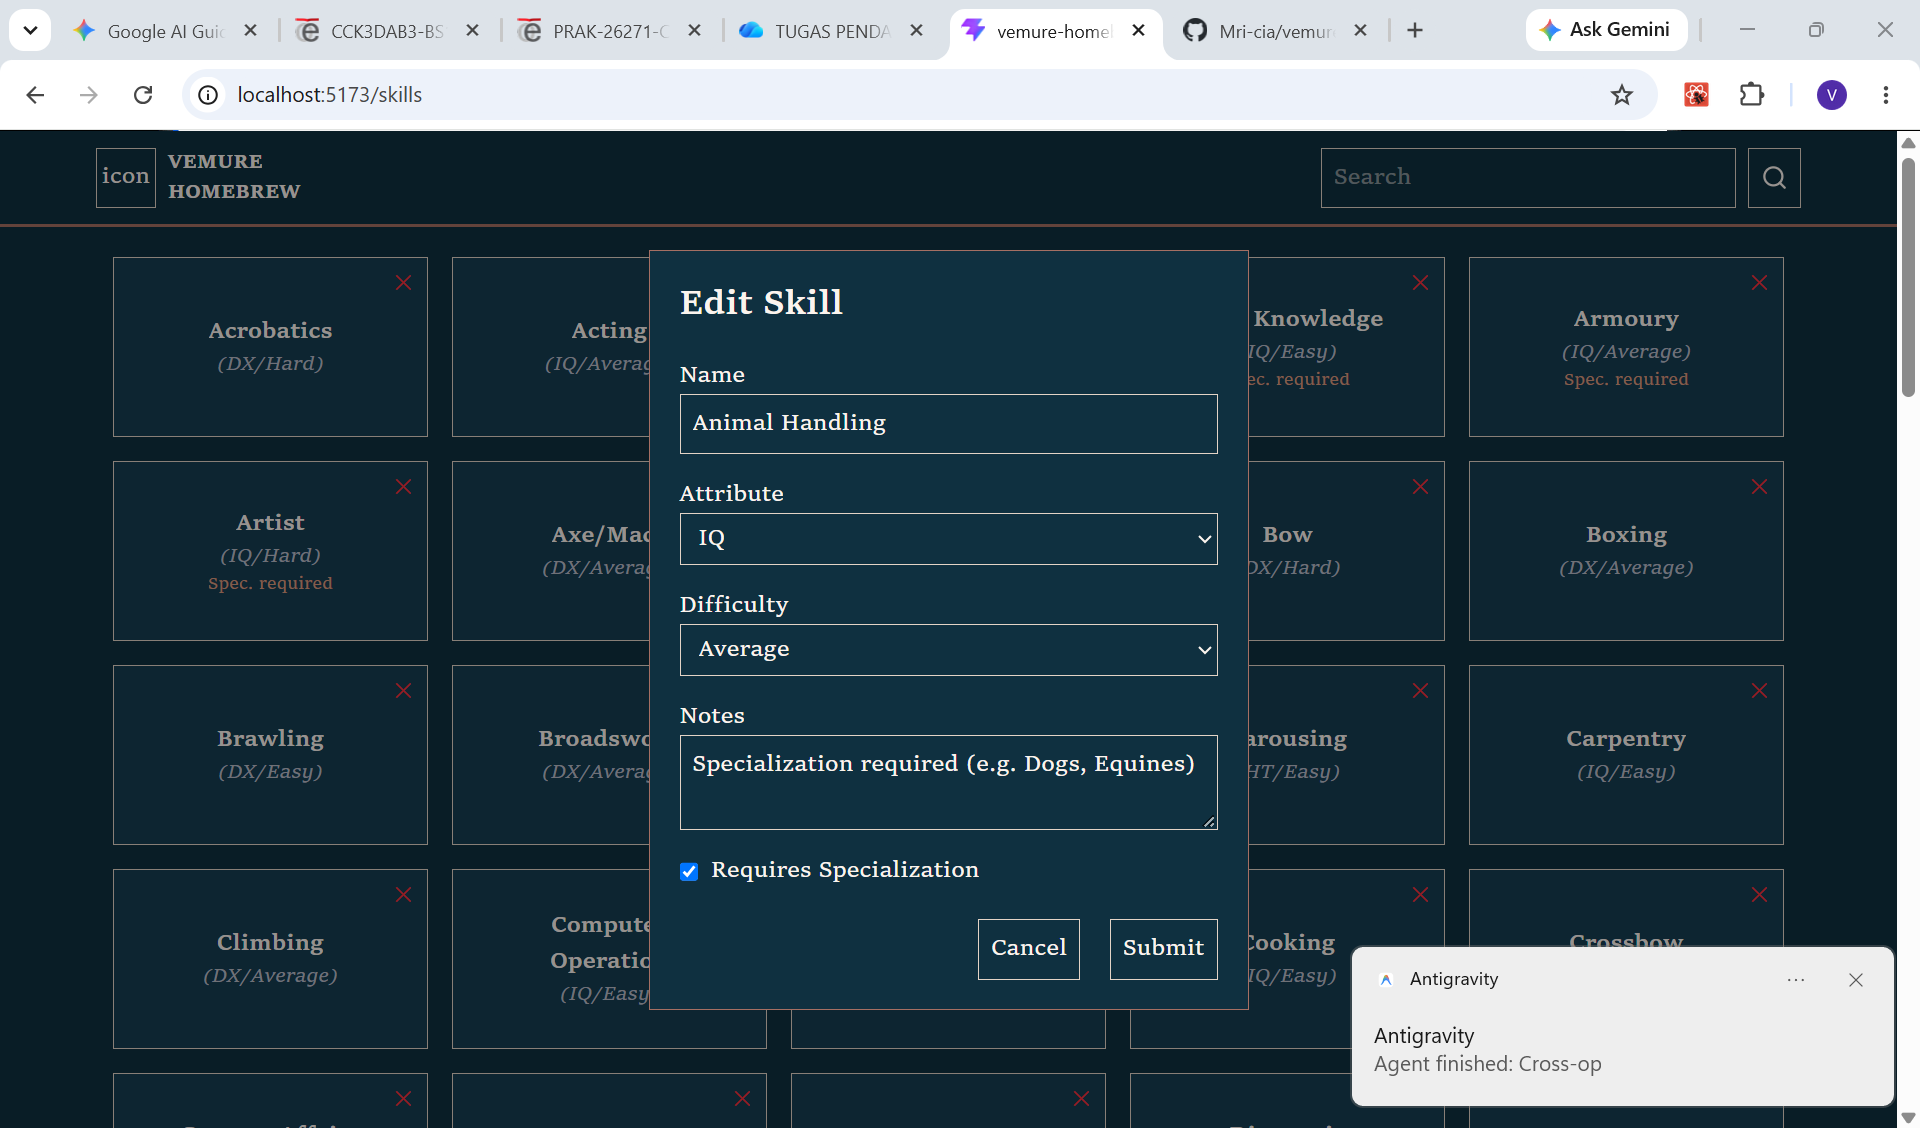 Google AI Gui
CCK3DAB3-BS
PRAK-26271-C
TUGAS PENDA
vemure-homel
Mri-cia/vemur
Ask Gemini
localhost:5173/skills
V
icon
VEMURE
HOMEBREW
Search
Acrobatics
(DX/Hard)
Acting
(IQ/Averag
Knowledge
IQ/Easy)
ec. required
Armoury
(IQ/Average)
Spec. required
Edit Skill
Name
Animal Handling
Attribute
IQ
Difficulty
Average
Notes
Specialization required (e.g. Dogs, Equines)
Requires Specialization
Cancel
Submit
Artist
(IQ/Hard)
Spec. required
Axe/Mac
(DX/Averag
Bow
DX/Hard)
Boxing
(DX/Average)
Brawling
(DX/Easy)
Broadswo
(DX/Averag
arousing
HT/Easy)
Carpentry
(IQ/Easy)
Climbing
(DX/Average)
Compute
Operatio
(IQ/Easy
Cooking
IQ/Easy)
Crossbow
Antigravity
Antigravity
Agent finished: Cross-op